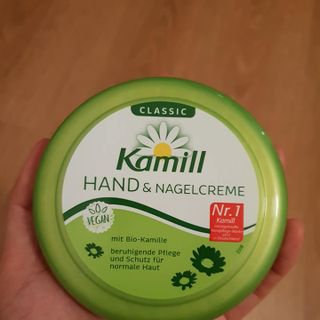 CLASSIC
Kamill
HAND & NAGELCREME
VEGAN
Nr. 1
Kamill
mit Bio-Kamille
beruhigende Pflege
und Schutz für
normale Haut